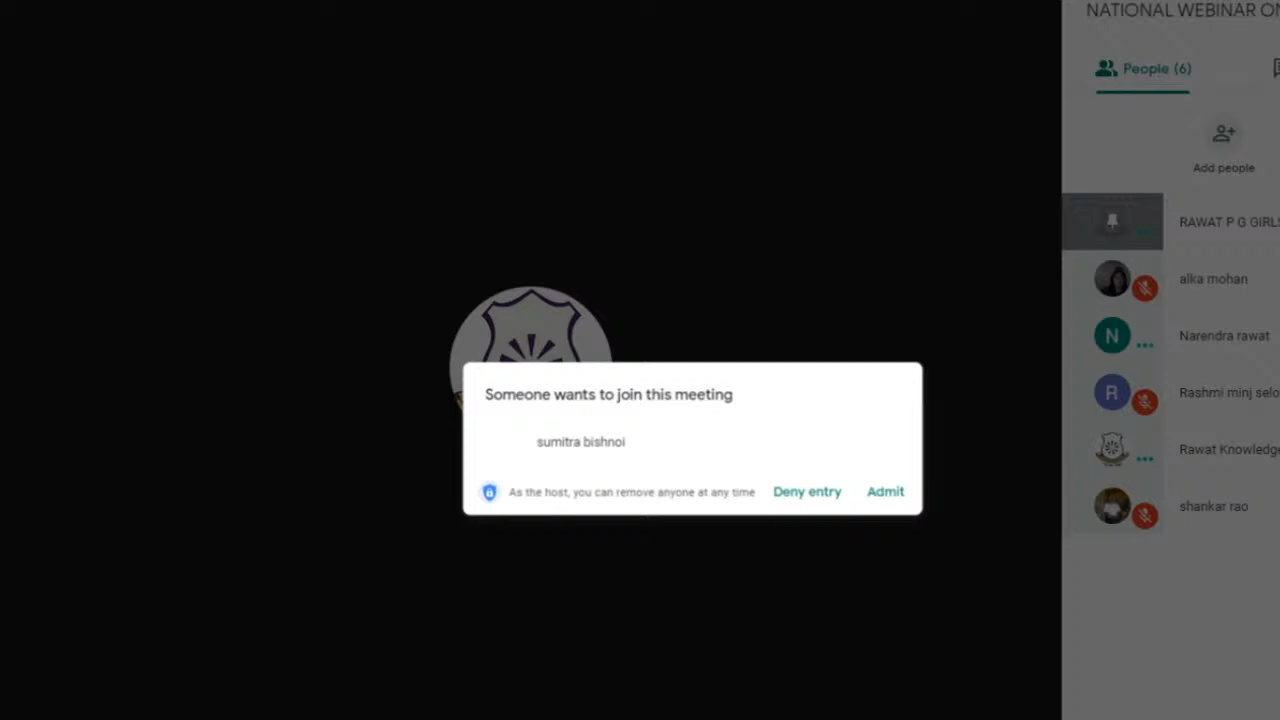 NATIONAL WEBINAR ON
People (6)
Add people
RAWAT P G GIRLS
alka mohan
N
Narendra rawat
R
Rashmi minj selo
Rawat Knowledge
shankar rao
Someone wants to join this meeting
sumitra bishnoi
As the host, you can remove anyone at any time
Deny entry
Admit